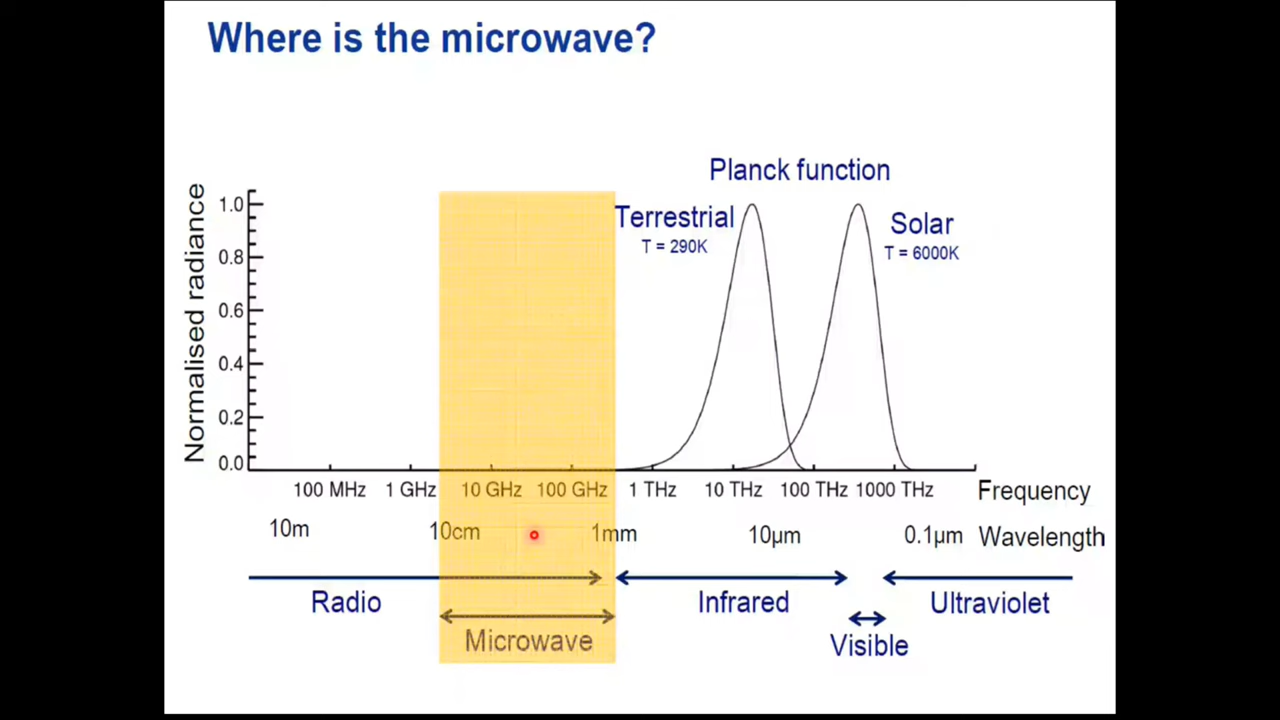 Where is the microwave?
Planck function
Terrestrial
T = 290K
Solar
T = 6000K
Normalised radiance
1.0
0.8
0.6
0.4
0.2
0.0
100 MHz 1 GHz 10 GHz 100 GHz 1 THz 10 THz 100 THz 1000 THz Frequency
10m 10cm 1mm 10µm 0.1µm Wavelength
Radio Infrared Ultraviolet
Microwave Visible